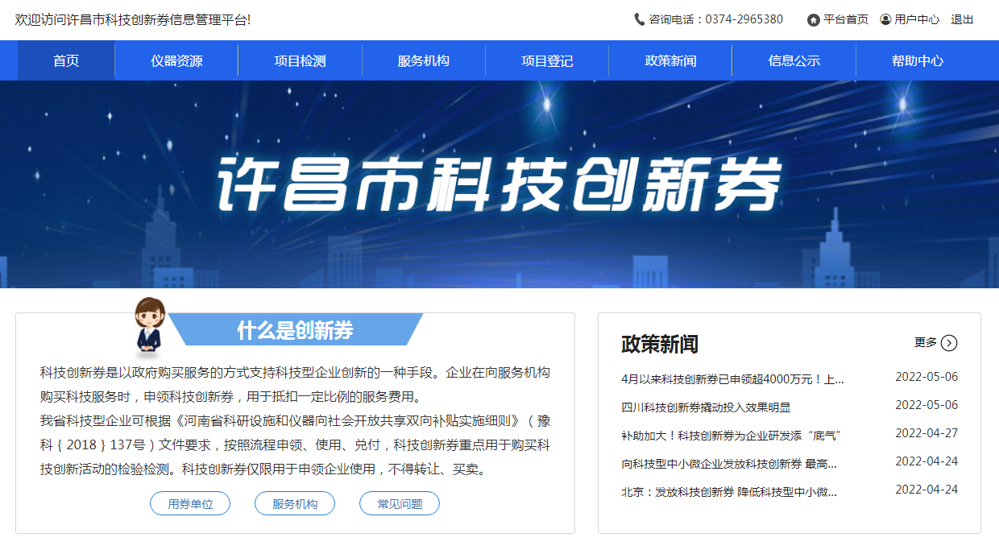 欢迎访问许昌市科技创新券信息管理平台!
咨询电话：0374-2965380 平台首页 用户中心 退出
首页 仪器资源 项目检测 服务机构 项目登记 政策新闻 信息公示 帮助中心
许昌市科技创新券
什么是创新券
科技创新券是以政府购买服务的方式支持科技型企业创新的一种手段。企业在向服务机构
购买科技服务时，申领科技创新券，用于抵扣一定比例的服务费用。
我省科技型企业可根据《河南省科研设施和仪器向社会开放共享双向补贴实施细则》（豫
科｛2018｝137号）文件要求，按照流程申领、使用、兑付，科技创新券重点用于购买科
技创新活动的检验检测。科技创新券仅限用于申领企业使用，不得转让、买卖。
用券单位 服务机构 常见问题
政策新闻 更多
4月以来科技创新券已申领超4000万元！上... 2022-05-06
四川科技创新券撬动投入效果明显 2022-05-06
补助加大！科技创新券为企业研发添“底气” 2022-04-27
向科技型中小微企业发放科技创新券 最高... 2022-04-24
北京：发放科技创新券 降低科技型中小微... 2022-04-24